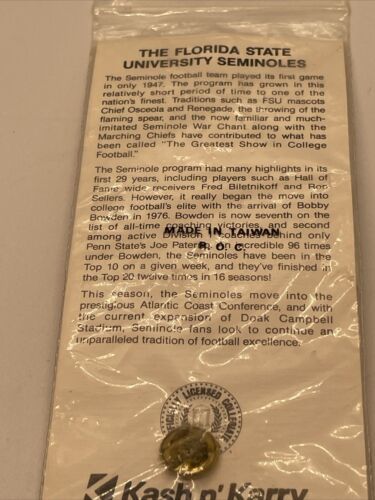 THE FLORIDA STATE
UNIVERSITY SEMINOLES
The Seminole football team played its first game
in only 1947. The program has grown in this
relatively short period of time to one of the
nation's finest. Traditions such as FSU mascots
Chief Osceola and Renegade, the throwing of the
flaming spear, and the now familiar and much-
imitated Seminole War Chant along with the
Marching Chiefs have contributed to what has
been called "The Greatest Show in College
Football."
The Seminole program had many highlights in its
first 29 years, including players such as Hall of
Fame wide receivers Fred Biletnikoff and Ron
Sellers. However, it really began the move into
college football's elite with the arrival of Bobby
Bowden in 1976. Bowden is now seventh on the
list of all-time coaching victories and second
among active Division I coaches behind only
MADE IN TAIWAN
Penn State's Joe Paterno. An incredible 96 times
R. O. C.
under Bowden, the Seminoles have been in the
Top 10 on a given week, and they've finished in
the Top 20 twelve times in 16 seasons!
This season, the Seminoles move into the
prestigious Atlantic Coast Conference, and with
the current expansion of Doak Campbell
Stadium, Seminole fans look to continue an
unparalleled tradition of football excellence.
OFFICIALLY LICENSED COLLEGIATE
Kash n' Karry